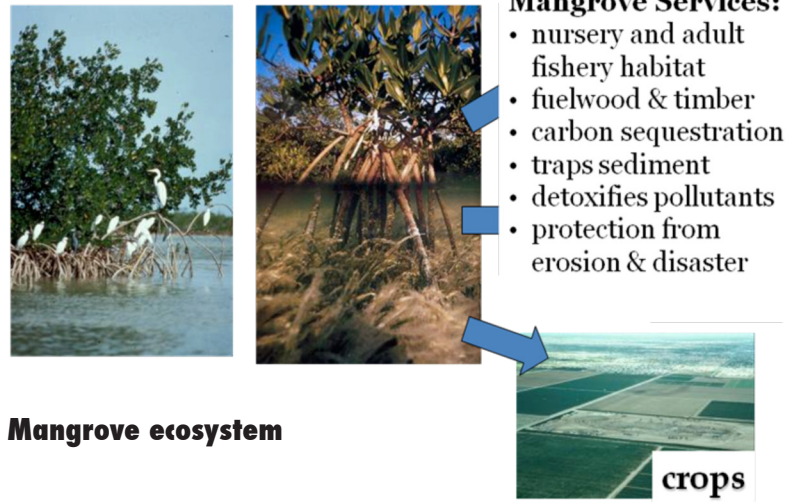 Mangrove Services:
• nursery and adult
fishery habitat
• fuelwood & timber
• carbon sequestration
• traps sediment
• detoxifies pollutants
• protection from
erosion & disaster
Mangrove ecosystem
crops